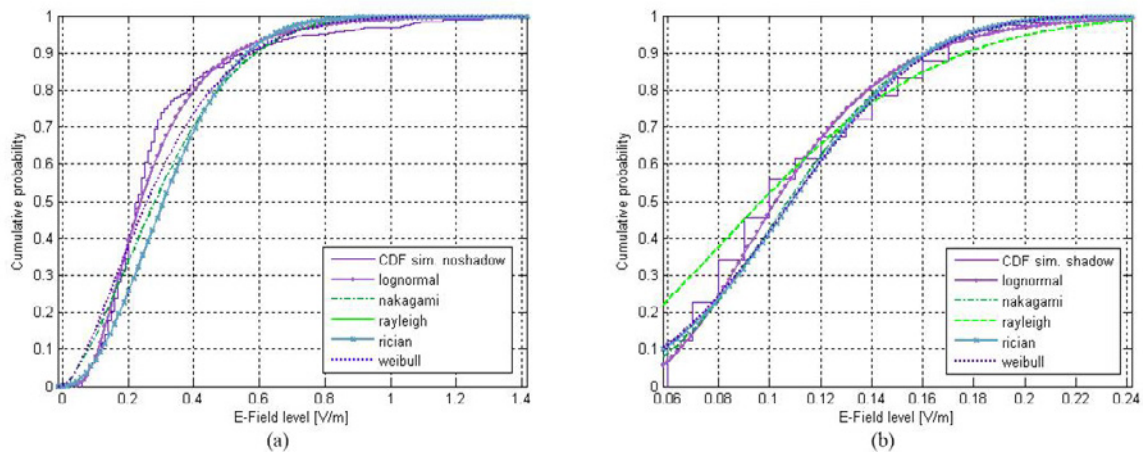 1
0.9
0.8
0.7
0.6
0.5
0.4
0.3
0.2
0.1
0
Cumulative probability
CDF sim. noshadow
lognormal
nakagami
rayleigh
rician
weibull
0 0.2 0.4 0.6 0.8 1 1.2 1.4
E-Field level [V/m]
(a)
1
0.9
0.8
0.7
0.6
0.5
0.4
0.3
0.2
0.1
0
Cumulative probability
CDF sim. shadow
lognormal
nakagami
rayleigh
rician
weibull
0.06 0.08 0.1 0.12 0.14 0.16 0.18 0.2 0.22 0.24
E-Field level [V/m]
(b)